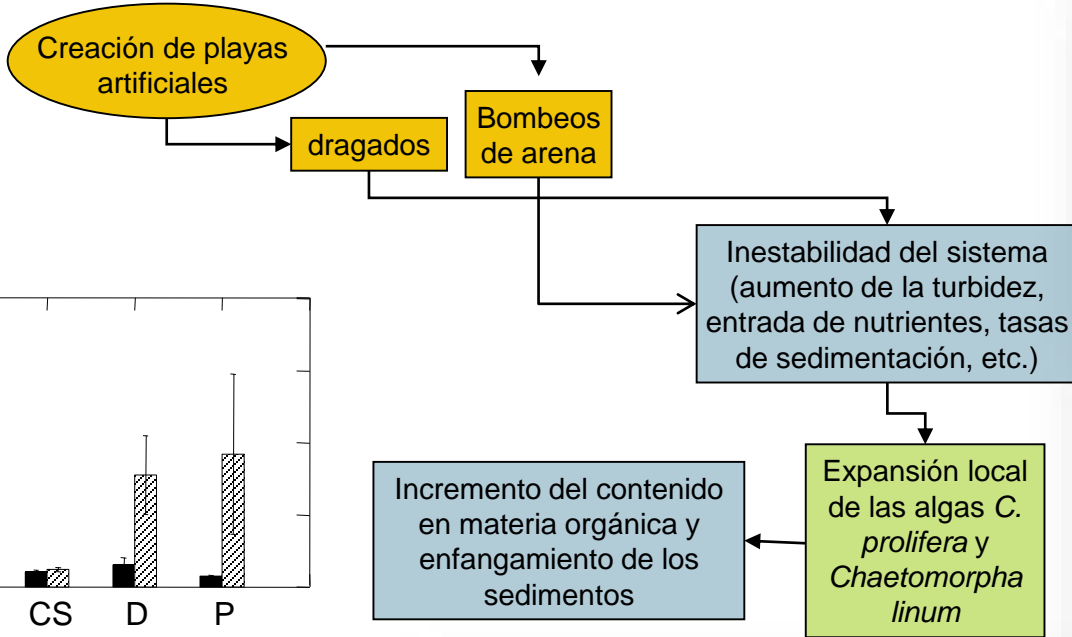 Creación de playas
artificiales
dragados
Bombeos
de arena
Inestabilidad del sistema
(aumento de la turbidez,
entrada de nutrientes, tasas
de sedimentación, etc.)
Expansión local
de las algas C.
prolifera y
Chaetomorpha
linum
Incremento del contenido
en materia orgánica y
enfangamiento de los
sedimentos
CS D P